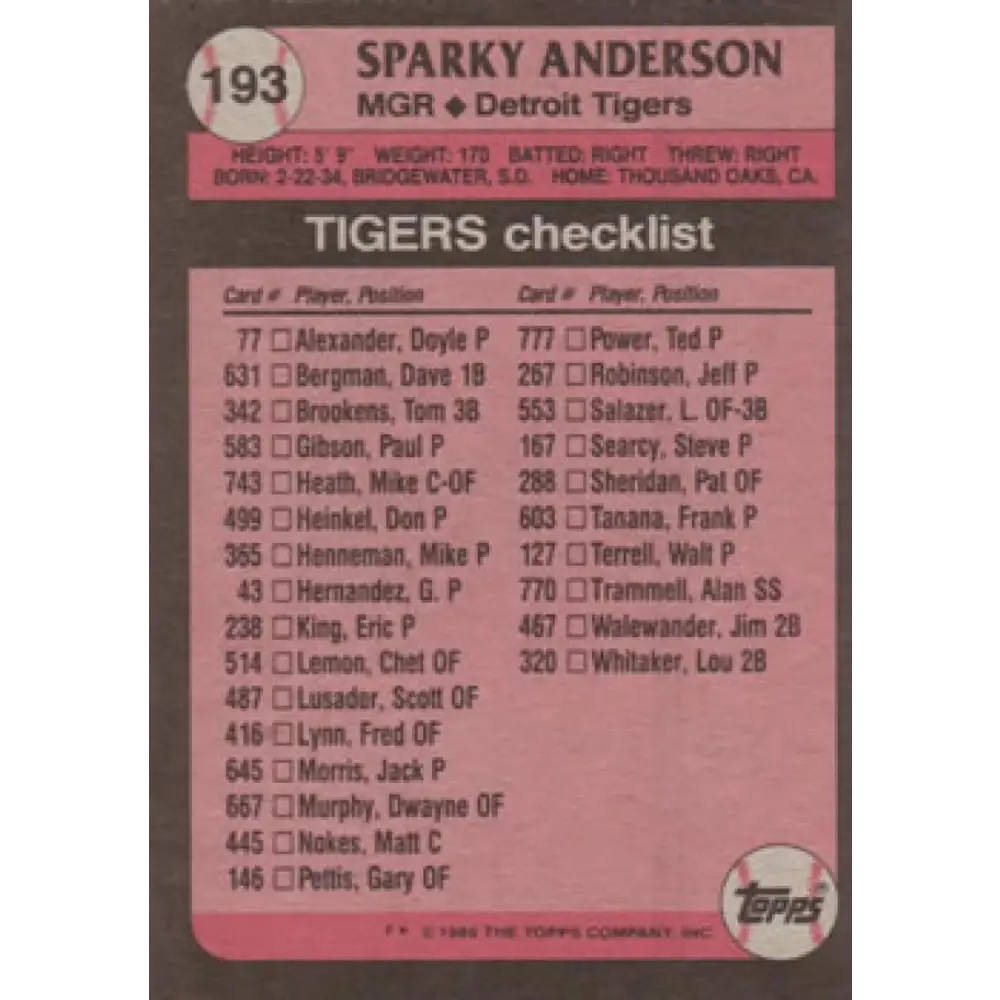 193
SPARKY ANDERSON
MGR ◆ Detroit Tigers
HEIGHT: 5' 9" WEIGHT: 170 BATTED: RIGHT THREW: RIGHT
BORN: 2-22-34, BRIDGEWATER, S.D. HOME: THOUSAND OAKS, CA.
TIGERS checklist
Card # Player, Position
77 □ Alexander, Doyle P
631 □ Bergman, Dave 1B
342 □ Brookens, Tom 3B
583 □ Gibson, Paul P
743 □ Heath, Mike C-OF
499 □ Heinkel, Don P
365 □ Henneman, Mike P
43 □ Hernandez, G. P
238 □ King, Eric P
514 □ Lemon, Chet OF
487 □ Lusader, Scott OF
416 □ Lynn, Fred OF
645 □ Morris, Jack P
667 □ Murphy, Dwayne OF
445 □ Nokes, Matt C
146 □ Pettis, Gary OF
Card # Player, Position
777 □ Power, Ted P
267 □ Robinson, Jeff P
553 □ Salazer, L. OF-3B
167 □ Searcy, Steve P
288 □ Sheridan, Pat OF
603 □ Tanana, Frank P
127 □ Terrell, Walt P
770 □ Trammell, Alan SS
467 □ Walewander, Jim 2B
320 □ Whitaker, Lou 2B
F* © 1989 THE TOPPS COMPANY, INC.
Topps®